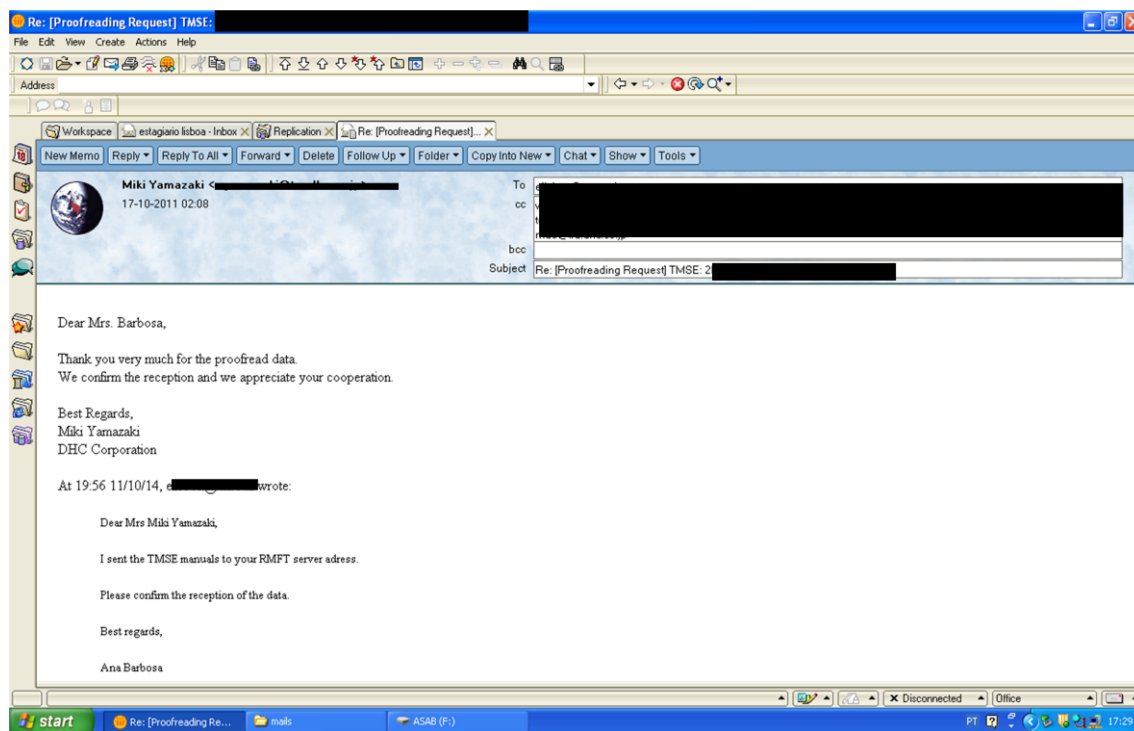 Re: [Proofreading Request] TMSE:
File Edit View Create Actions Help
Address
Workspace estagiario lisboa - Inbox Replication Re: [Proofreading Request]...
New Memo Reply Reply To All Forward Delete Follow Up Folder Copy Into New Chat Show Tools
Miki Yamazaki <
To
17-10-2011 02:08
cc
bcc
Subject Re: [Proofreading Request] TMSE: 2
Dear Mrs. Barbosa,
Thank you very much for the proofread data.
We confirm the reception and we appreciate your cooperation.
Best Regards,
Miki Yamazaki
DHC Corporation
At 19:56 11/10/14, e wrote:
Dear Mrs Miki Yamazaki,
I sent the TMSE manuals to your RMFT server adress.
Please confirm the reception of the data.
Best regards,
Ana Barbosa
Disconnected Office
start Re: [Proofreading Re... mails ASAB (F:) PT 17:29